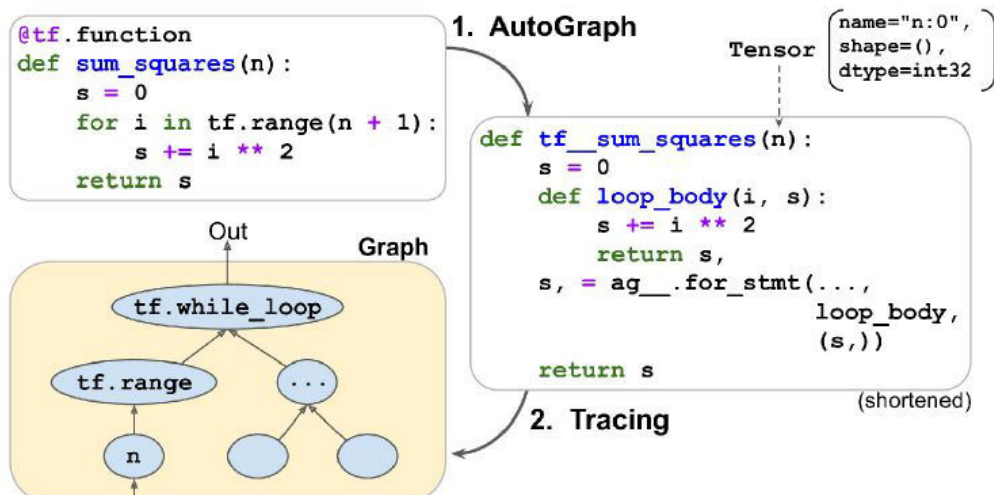 @tf.function
def sum_squares(n):
    s = 0
    for i in tf.range(n + 1):
        s += i ** 2
    return s
1. AutoGraph
Tensor
name="n:0",
shape=(),
dtype=int32
def tf__sum_squares(n):
    s = 0
    def loop_body(i, s):
        s += i ** 2
        return s,
    s, = ag__.for_stmt(...,
loop_body,
(s,))
    return s
(shortened)
2. Tracing
Out
Graph
tf.while_loop
tf.range
...
n